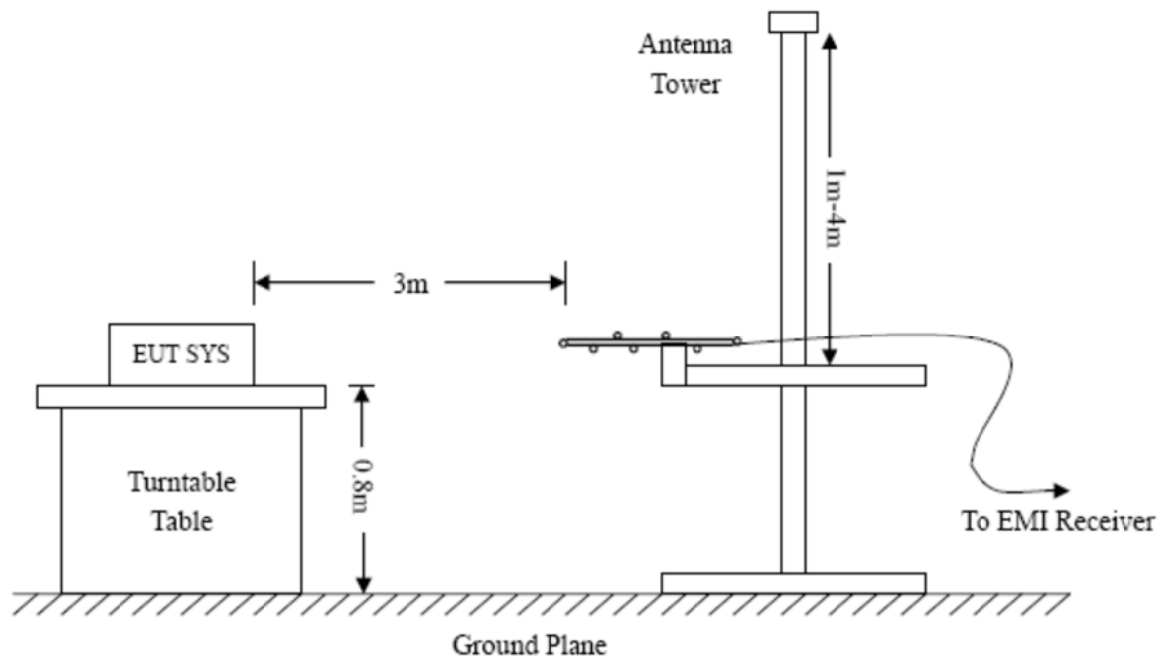 Antenna
Tower
1m-4m
3m
EUT SYS
0.8m
Turntable
Table
To EMI Receiver
Ground Plane